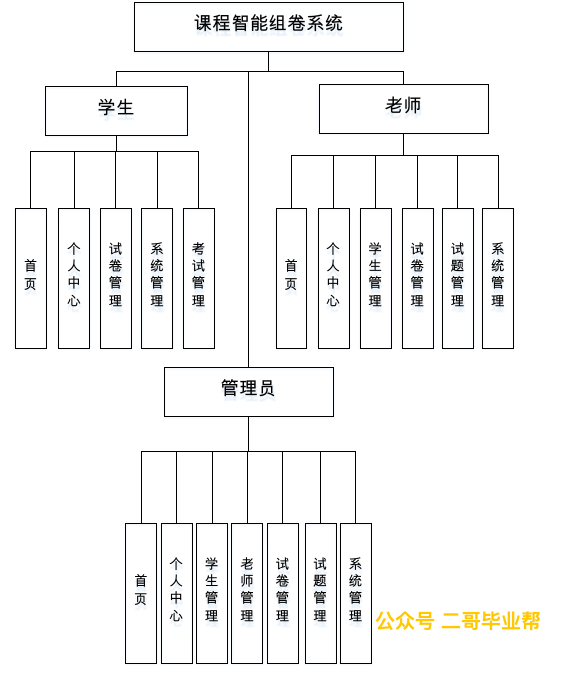 课程智能组卷系统
学生
老师
首页
个人中心
试卷管理
系统管理
考试管理
首页
个人中心
学生管理
试卷管理
试题管理
系统管理
管理员
首页
个人中心
学生管理
老师管理
试卷管理
试题管理
系统管理
公众号 二哥毕业帮